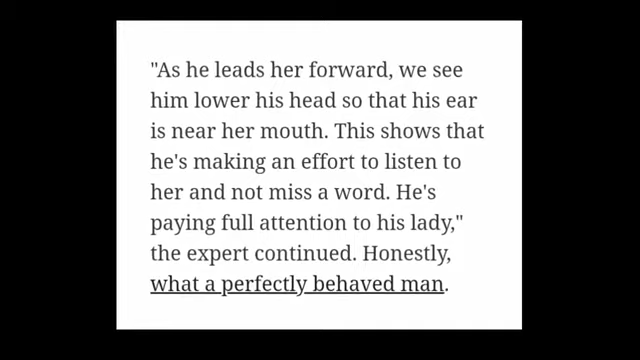 "As he leads her forward, we see
him lower his head so that his ear
is near her mouth. This shows that
he's making an effort to listen to
her and not miss a word. He's
paying full attention to his lady,"
the expert continued. Honestly,
what a perfectly behaved man.